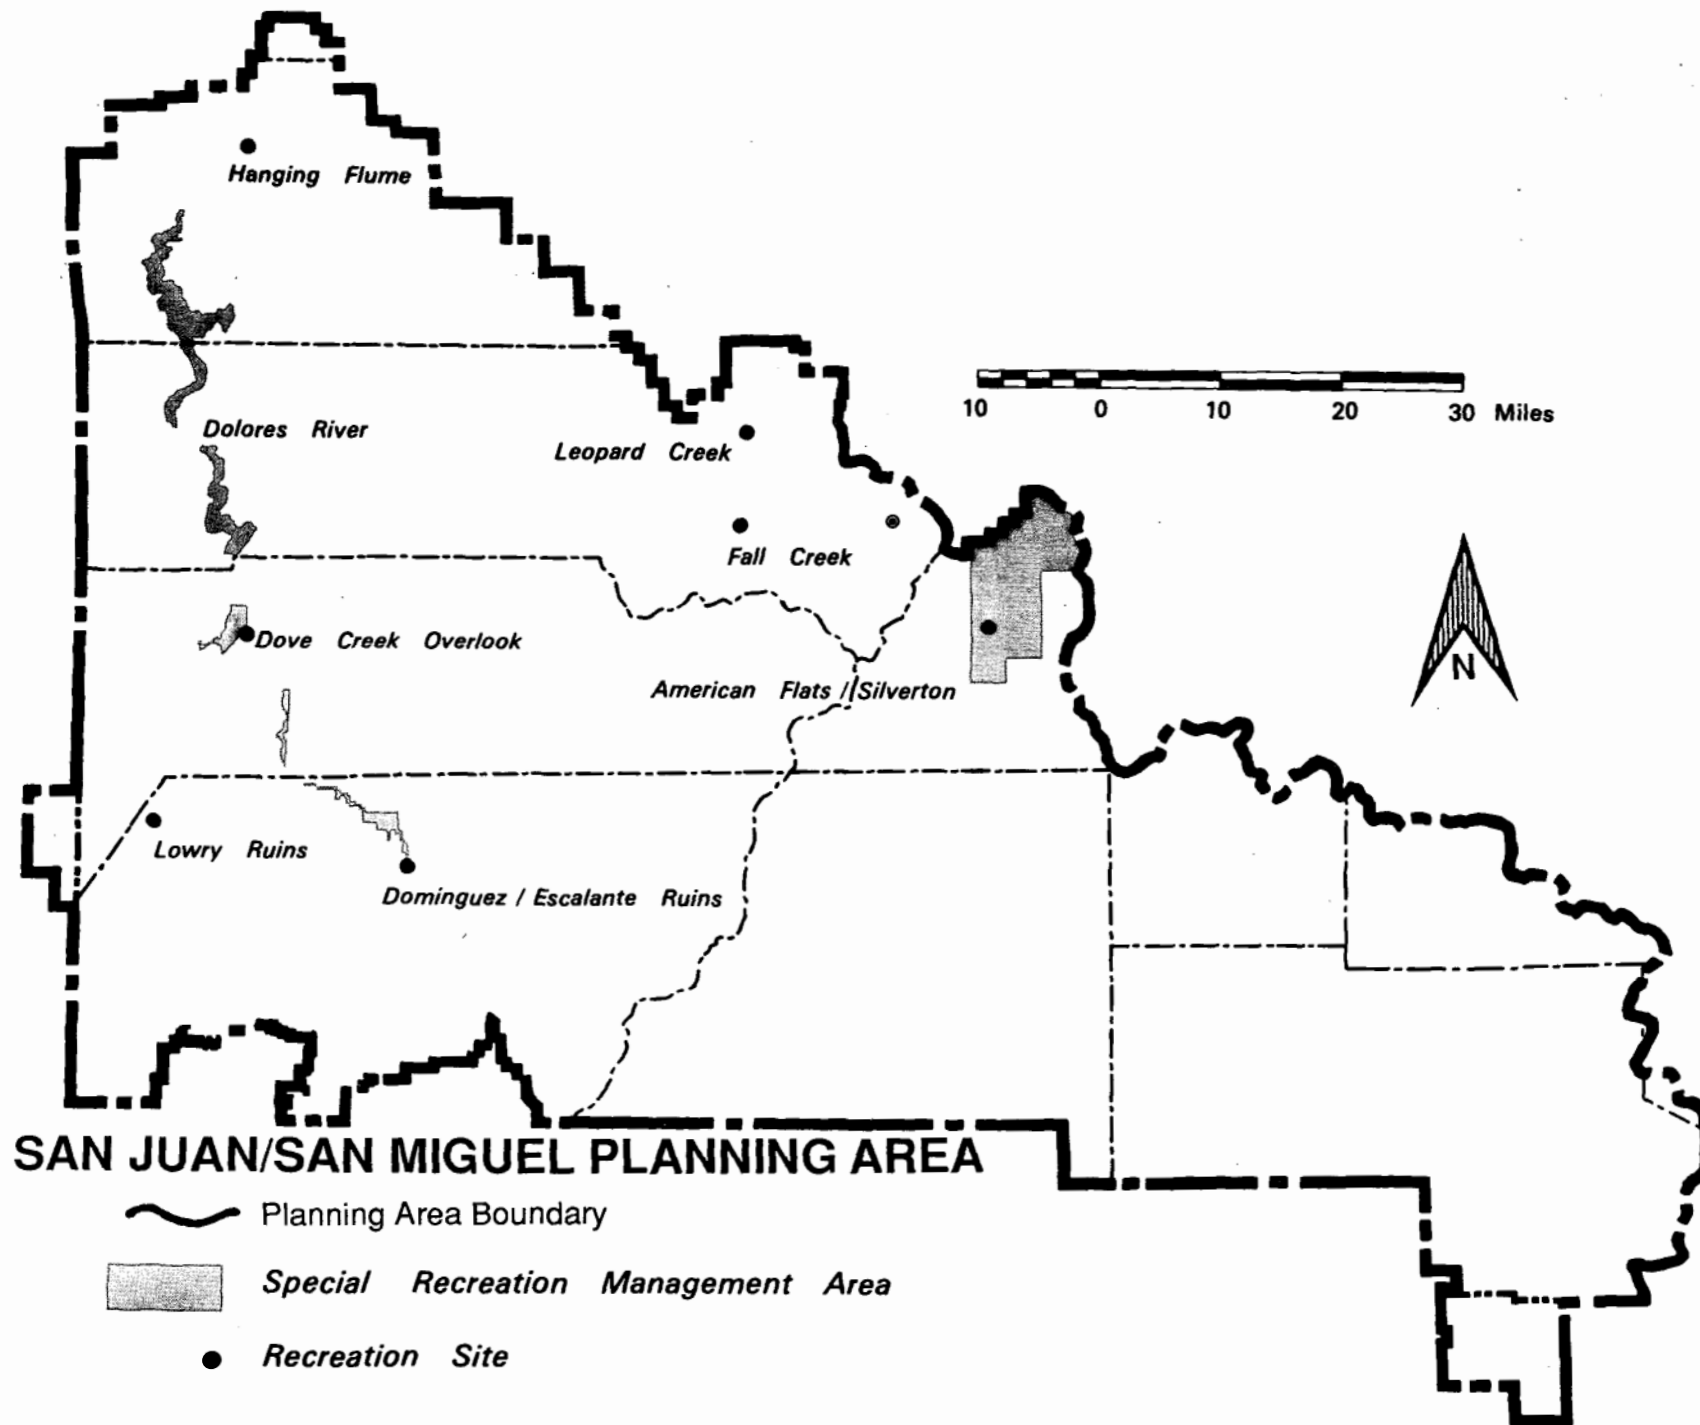 Hanging Flume
10 0 10 20 30 Miles
Dolores River
Leopard Creek
Fall Creek
Dove Creek Overlook
N
American Flats / Silverton
Lowry Ruins
Dominguez / Escalante Ruins
SAN JUAN/SAN MIGUEL PLANNING AREA
Planning Area Boundary
Special Recreation Management Area
Recreation Site